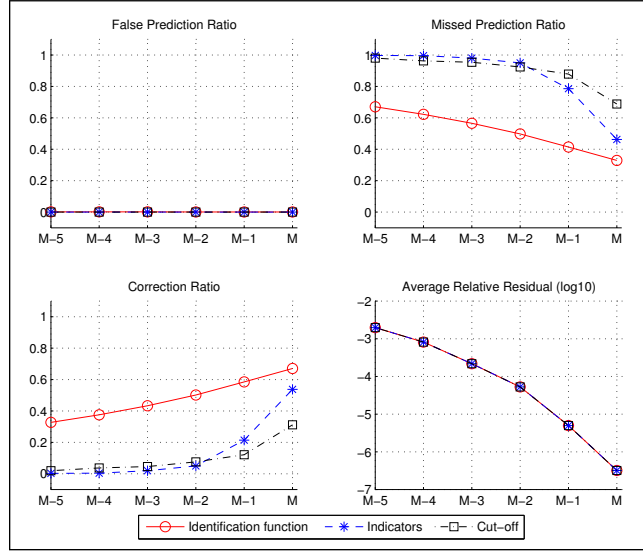 False Prediction Ratio
Missed Prediction Ratio
1
0.8
0.6
0.4
0.2
0
M−5 M−4 M−3 M−2 M−1 M
1
0.8
0.6
0.4
0.2
0
M−5 M−4 M−3 M−2 M−1 M
Correction Ratio
Average Relative Residual (log10)
1
0.8
0.6
0.4
0.2
0
M−5 M−4 M−3 M−2 M−1 M
−2
−3
−4
−5
−6
−7
M−5 M−4 M−3 M−2 M−1 M
Identification function Indicators Cut−off